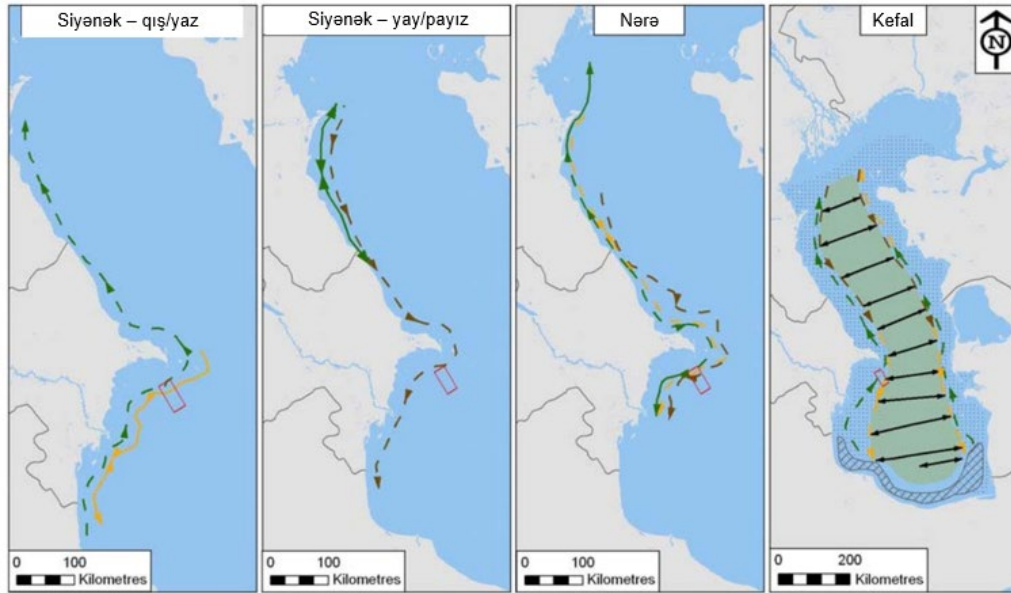 Siyənək – qış/yaz
Siyənək – yay/payız
Nərə
Kefal
N
0 100
Kilometres
0 100
Kilometres
0 100
Kilometres
0 200
Kilometres